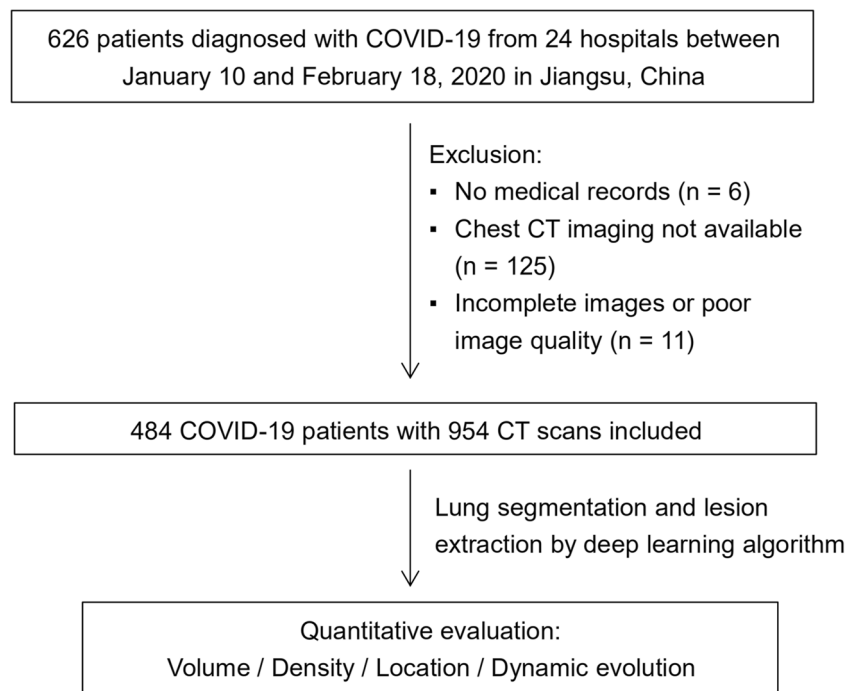 626 patients diagnosed with COVID-19 from 24 hospitals between
January 10 and February 18, 2020 in Jiangsu, China
Exclusion:
▪ No medical records (n = 6)
▪ Chest CT imaging not available
(n = 125)
▪ Incomplete images or poor
image quality (n = 11)
484 COVID-19 patients with 954 CT scans included
Lung segmentation and lesion
extraction by deep learning algorithm
Quantitative evaluation:
Volume / Density / Location / Dynamic evolution